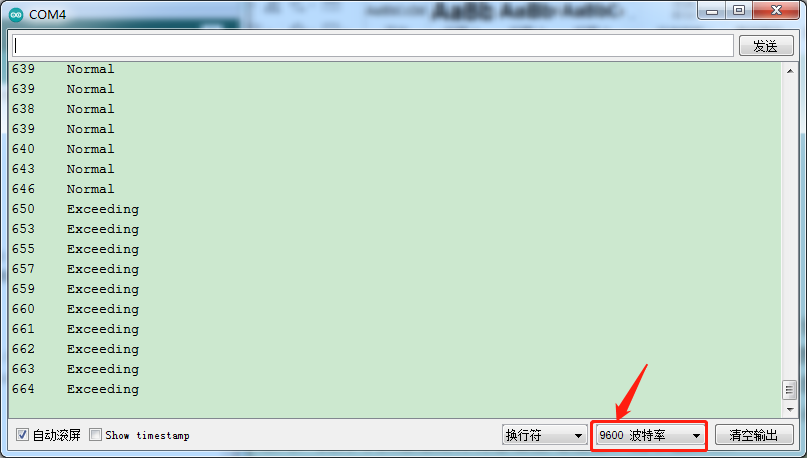 COM4
发送
639 Normal
639 Normal
638 Normal
639 Normal
640 Normal
643 Normal
646 Normal
650 Exceeding
653 Exceeding
655 Exceeding
657 Exceeding
659 Exceeding
660 Exceeding
661 Exceeding
662 Exceeding
663 Exceeding
664 Exceeding
自动滚屏 Show timestamp 换行符 9600 波特率 清空输出